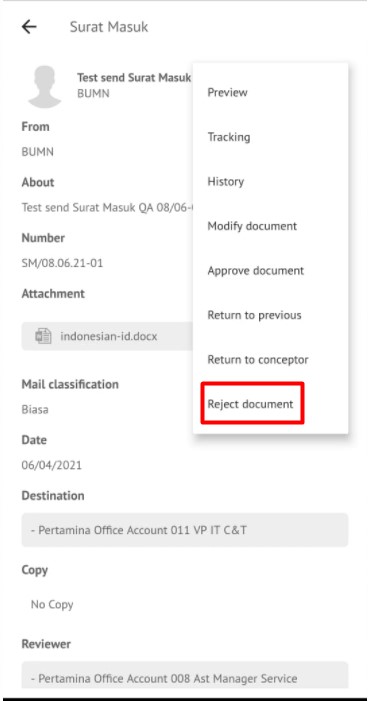 Surat Masuk
Test send Surat Masuk
BUMN
From
BUMN
About
Test send Surat Masuk QA 08/06-
Number
SM/08.06.21-01
Attachment
indonesian-id.docx
Mail classification
Biasa
Date
06/04/2021
Destination
- Pertamina Office Account 011 VP IT C&T
Copy
No Copy
Reviewer
- Pertamina Office Account 008 Ast Manager Service
Preview
Tracking
History
Modify document
Approve document
Return to previous
Return to conceptor
Reject document